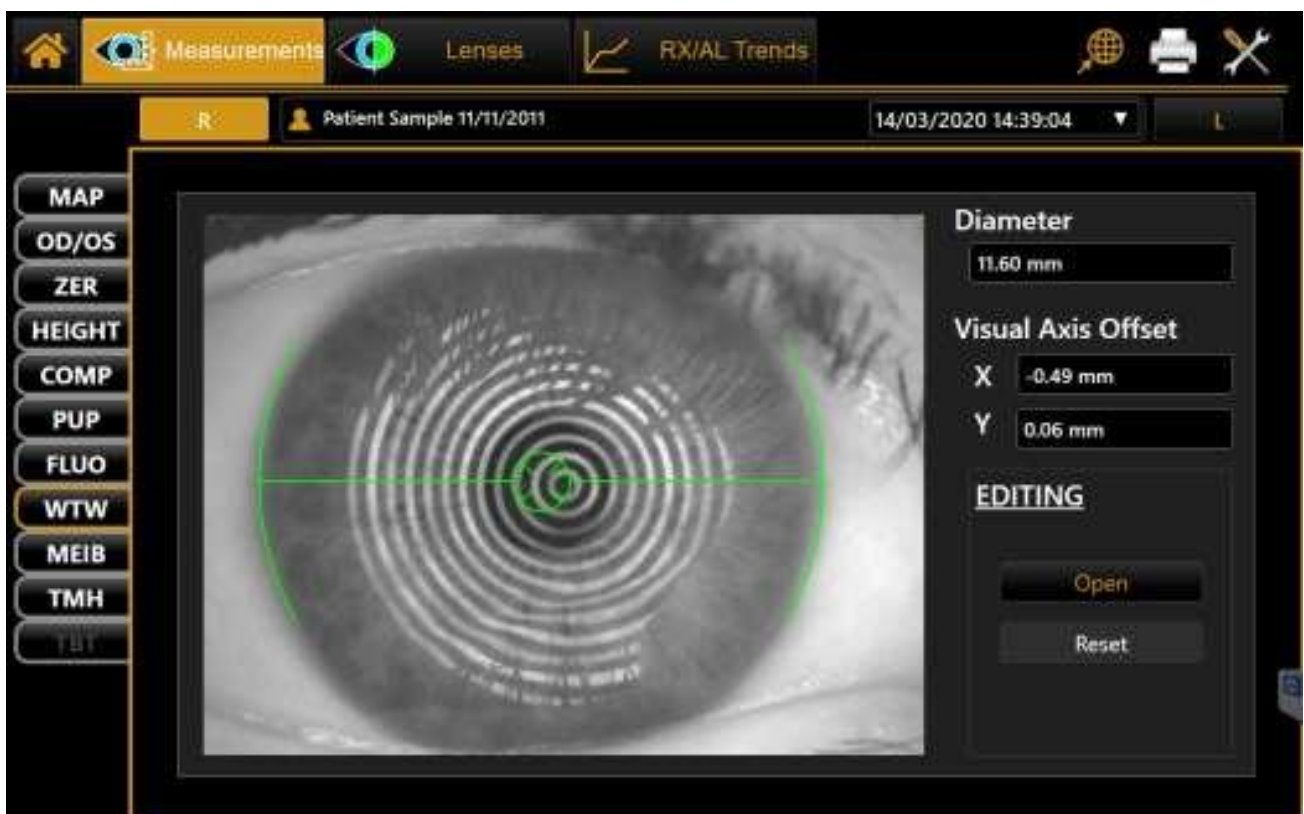 Measurements Lenses RX/AL Trends
R Patient Sample 11/11/2011 14/03/2020 14:39:04 ▼ L
MAP
OD/OS
ZER
HEIGHT
COMP
PUP
FLUO
WTW
MEIB
TMH
TBT
Diameter
11.60 mm
Visual Axis Offset
X -0.49 mm
Y 0.06 mm
EDITING
Open
Reset